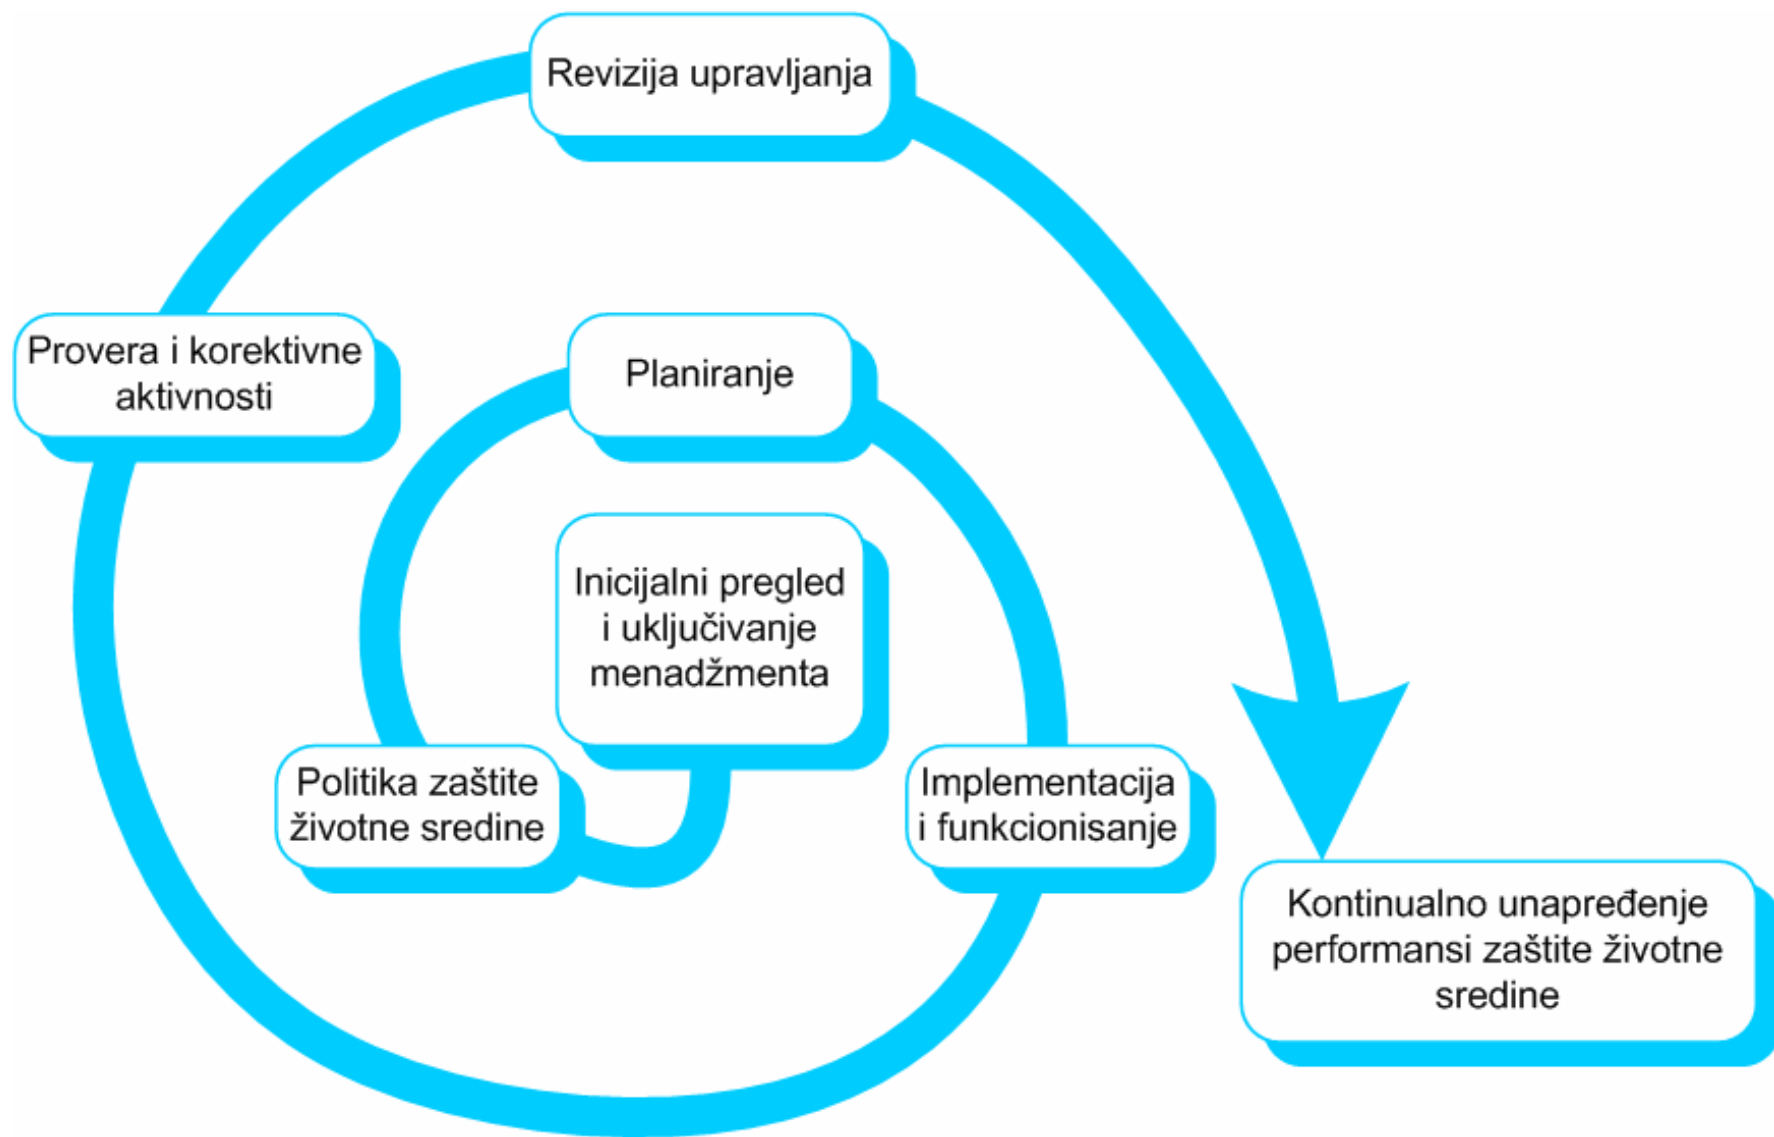 Revizija upravljanja
Provera i korektivne
aktivnosti
Planiranje
Inicijalni pregled
i uključivanje
menadžmenta
Politika zaštite
životne sredine
Implementacija
i funkcionisanje
Kontinualno unapređenje
performansi zaštite životne
sredine